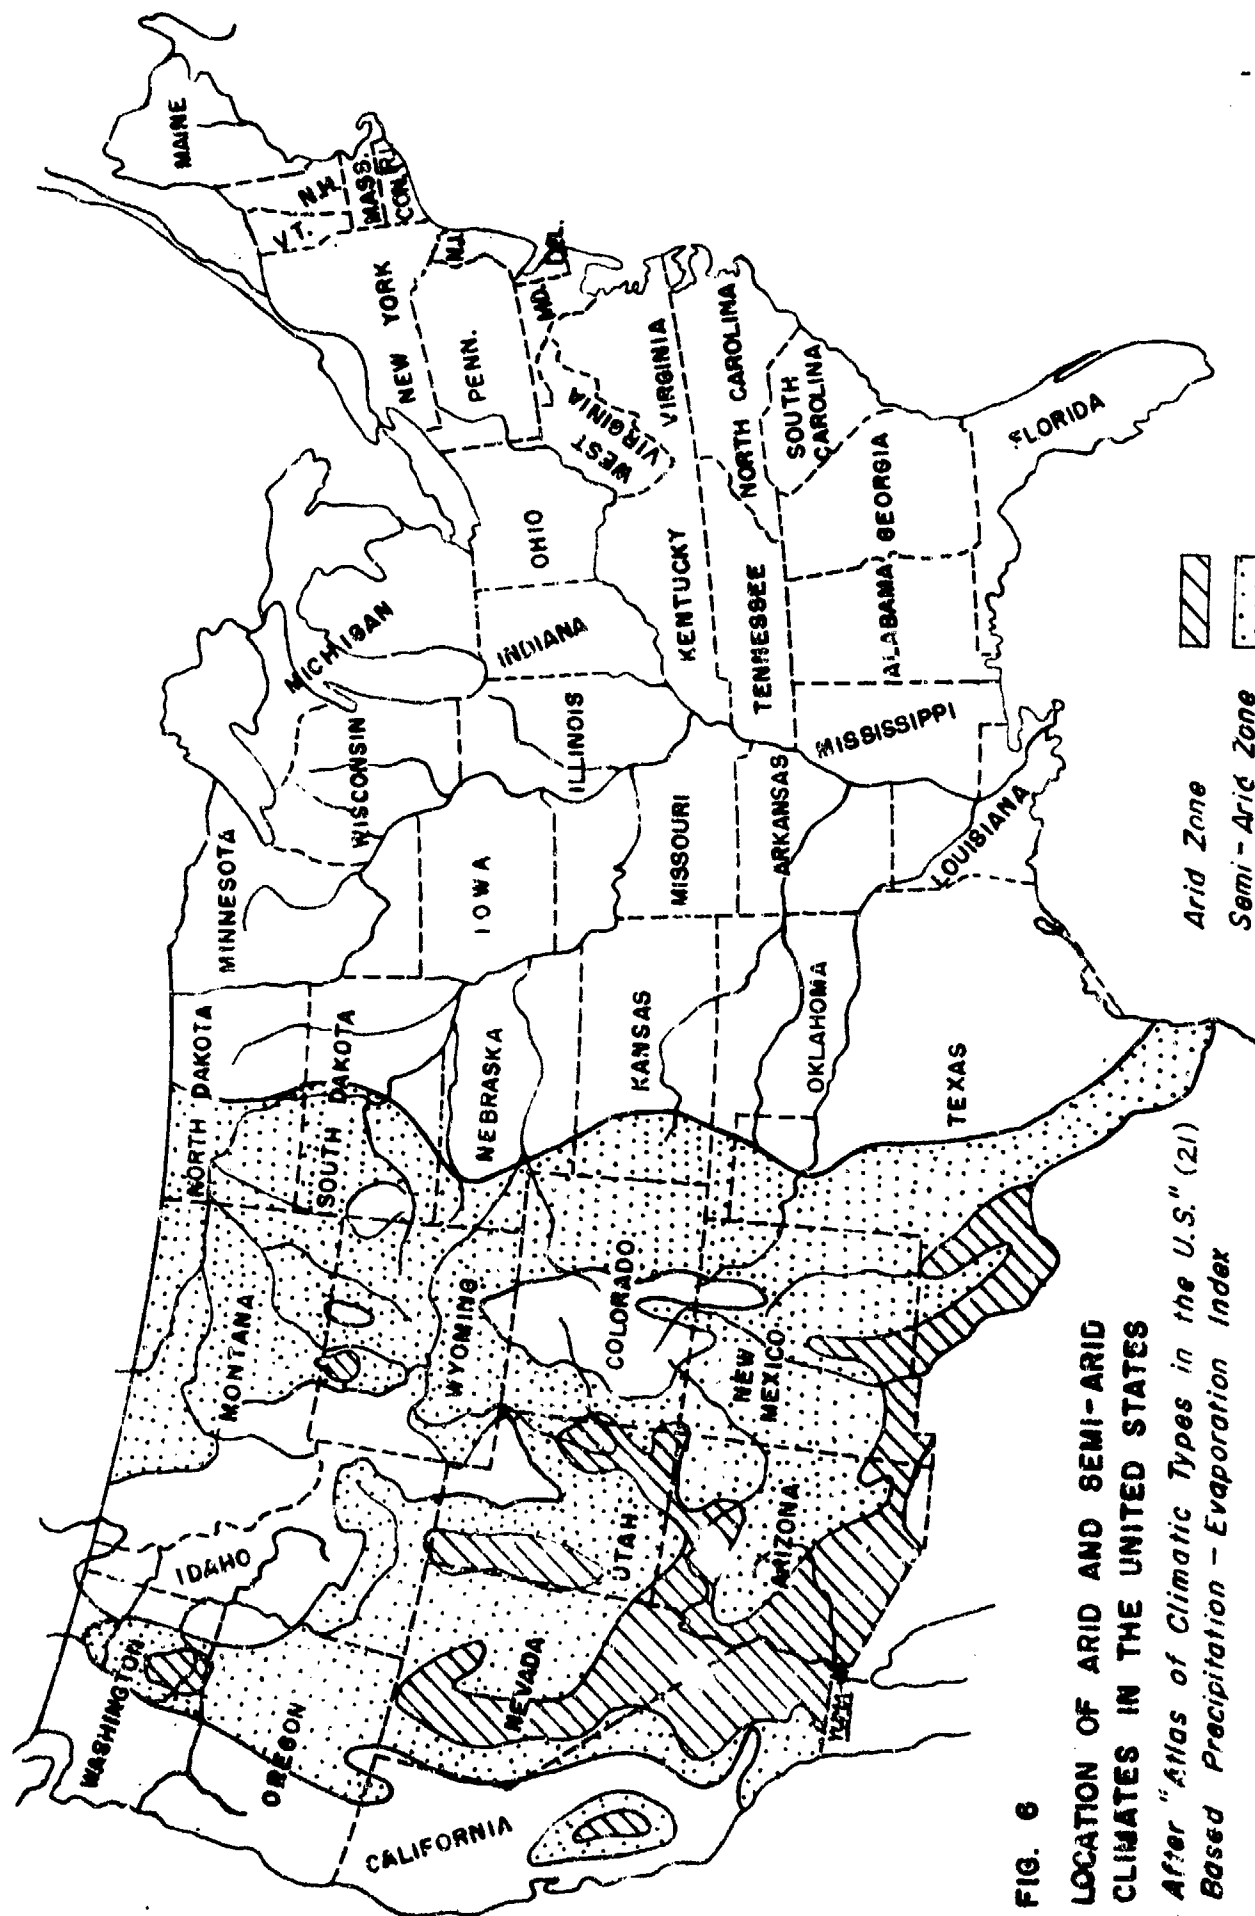 WASHINGTON
OREGON
CALIFORNIA
IDAHO
NEVADA
MONTANA
WYOMING
UTAH
COLORADO
ARIZONA
NEW
MEXICO
YUMA
NORTH DAKOTA
SOUTH DAKOTA
NEBRASKA
KANSAS
OKLAHOMA
TEXAS
MINNESOTA
IOWA
MISSOURI
ARKANSAS
LOUISIANA
WISCONSIN
ILLINOIS
MICHIGAN
INDIANA
OHIO
KENTUCKY
TENNESSEE
MISSISSIPPI
ALABAMA
GEORGIA
FLORIDA
SOUTH
CAROLINA
NORTH CAROLINA
VIRGINIA
WEST
VIRGINIA
PENN.
NEW YORK
N.J.
MD.
DEL.
V T.
N.H.
MASS.
CON.
R.
MAINE
FIG. 6
LOCATION OF ARID AND SEMI-ARID
CLIMATES IN THE UNITED STATES
After "Atlas of Climatic Types in the U.S." (21)
Based Precipitation - Evaporation Index
Arid Zone
Semi-Arid Zone